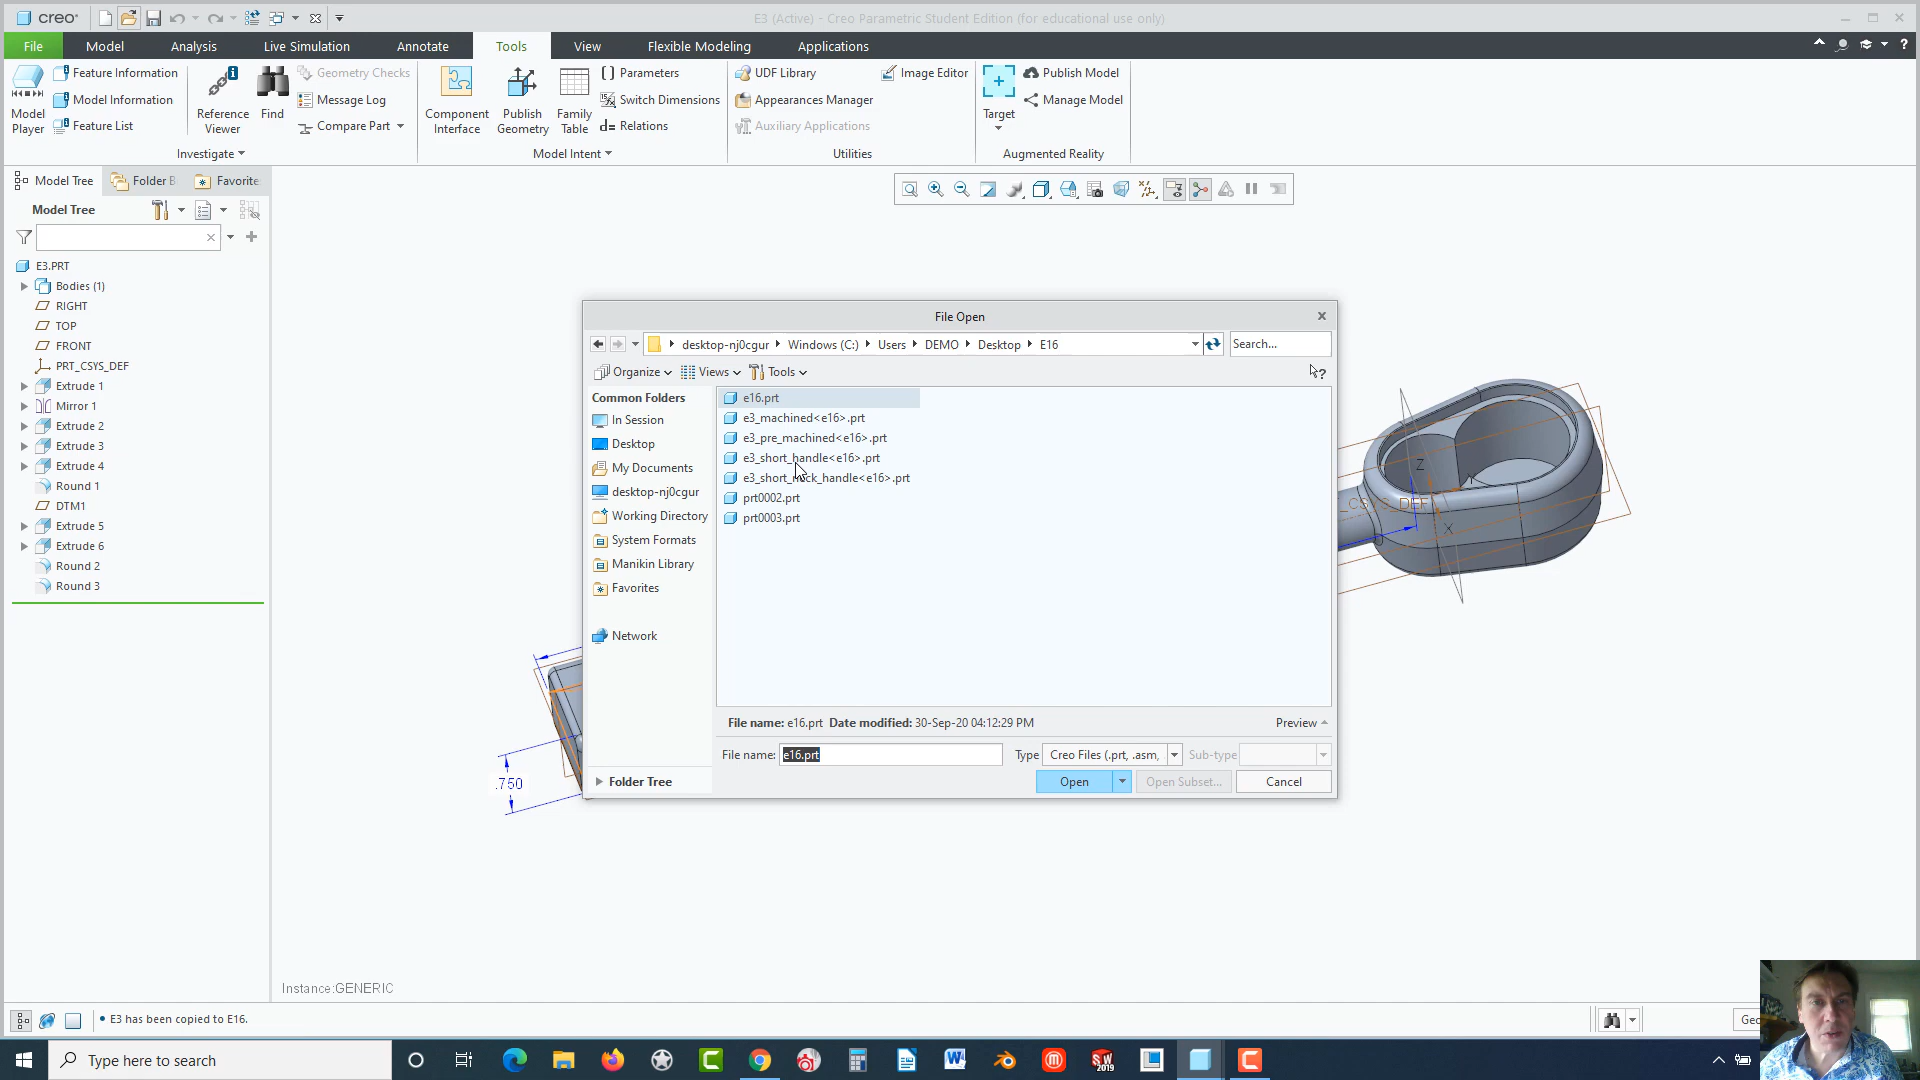 creo
E3 (Active) - Creo Parametric Student Edition (for educational use only)
File
Model
Analysis
Live Simulation
Annotate
Tools
View
Flexible Modeling
Applications
Model Player
Feature Information
Model Information
Feature List
Reference Viewer
Find
Geometry Checks
Message Log
Compare Part
Investigate
Component Interface
Publish Geometry
Family Table
Parameters
Switch Dimensions
d= Relations
Model Intent
UDF Library
Appearances Manager
Auxiliary Applications
Image Editor
Utilities
Target
Publish Model
Manage Model
Augmented Reality
Model Tree
Folder B
Favorite
Model Tree
E3.PRT
Bodies (1)
RIGHT
TOP
FRONT
PRT_CSYS_DEF
Extrude 1
Mirror 1
Extrude 2
Extrude 3
Extrude 4
Round 1
DTM1
Extrude 5
Extrude 6
Round 2
Round 3
File Open
desktop-nj0cgur
Windows (C:)
Users
DEMO
Desktop
E16
Search...
Organize
Views
Tools
Common Folders
In Session
Desktop
My Documents
desktop-nj0cgur
Working Directory
System Formats
Manikin Library
Favorites
Network
Folder Tree
e16.prt
e3_machined<e16>.prt
e3_pre_machined<e16>.prt
e3_short_handle<e16>.prt
prt0002.prt
prt0003.prt
File name: e16.prt Date modified: 30-Sep-20 04:12:29 PM
Preview
File name: e16.prt
Type Creo Files (.prt, .asm,
Sub-type
Open
Open Subset...
Cancel
_CSYS_DEF
Z
Y
X
.750
Instance:GENERIC
E3 has been copied to E16.
Geo
Type here to search
SW
2019